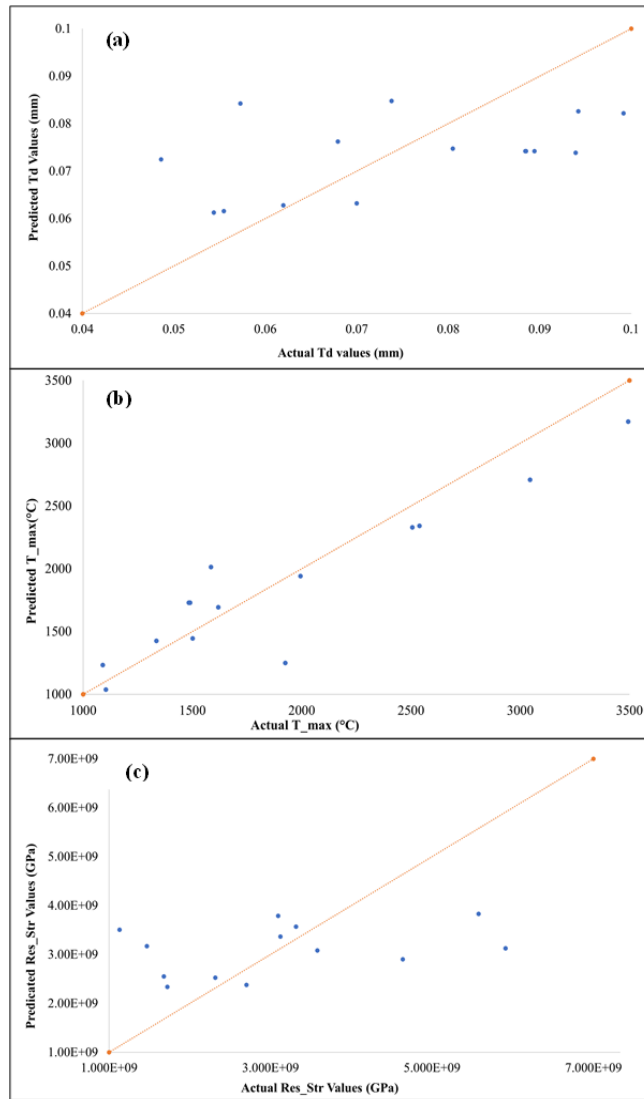 (a)
Predicted Td Values (mm)
0.1
0.09
0.08
0.07
0.06
0.05
0.04
0.04 0.05 0.06 0.07 0.08 0.09 0.1
Actual Td values (mm)
(b)
Predicted T_max(°C)
3500
3000
2500
2000
1500
1000
1000 1500 2000 2500 3000 3500
Actual T_max (°C)
(c)
Predicated Res_Str Values (GPa)
7.00E+09
6.00E+09
5.00E+09
4.00E+09
3.00E+09
2.00E+09
1.00E+09
1.000E+09 3.000E+09 5.000E+09 7.000E+09
Actual Res_Str Values (GPa)